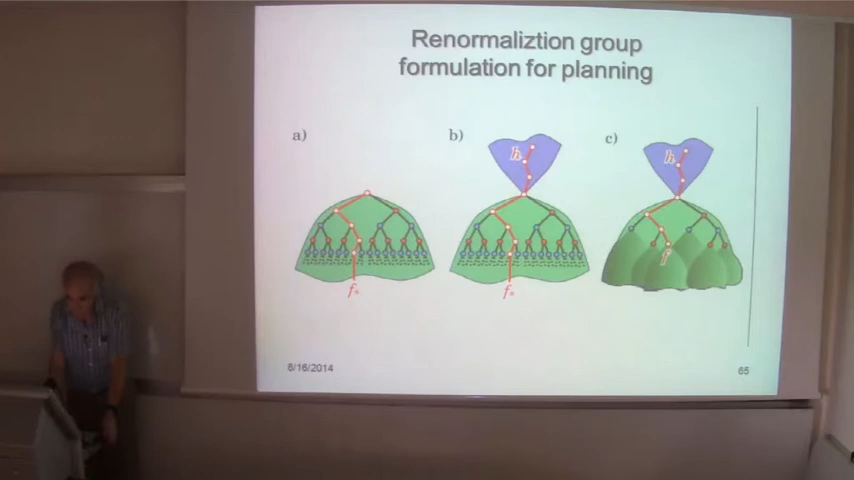 Renormaliztion group
formulation for planning
a)
b)
c)
h
h
f
6/16/2014
65